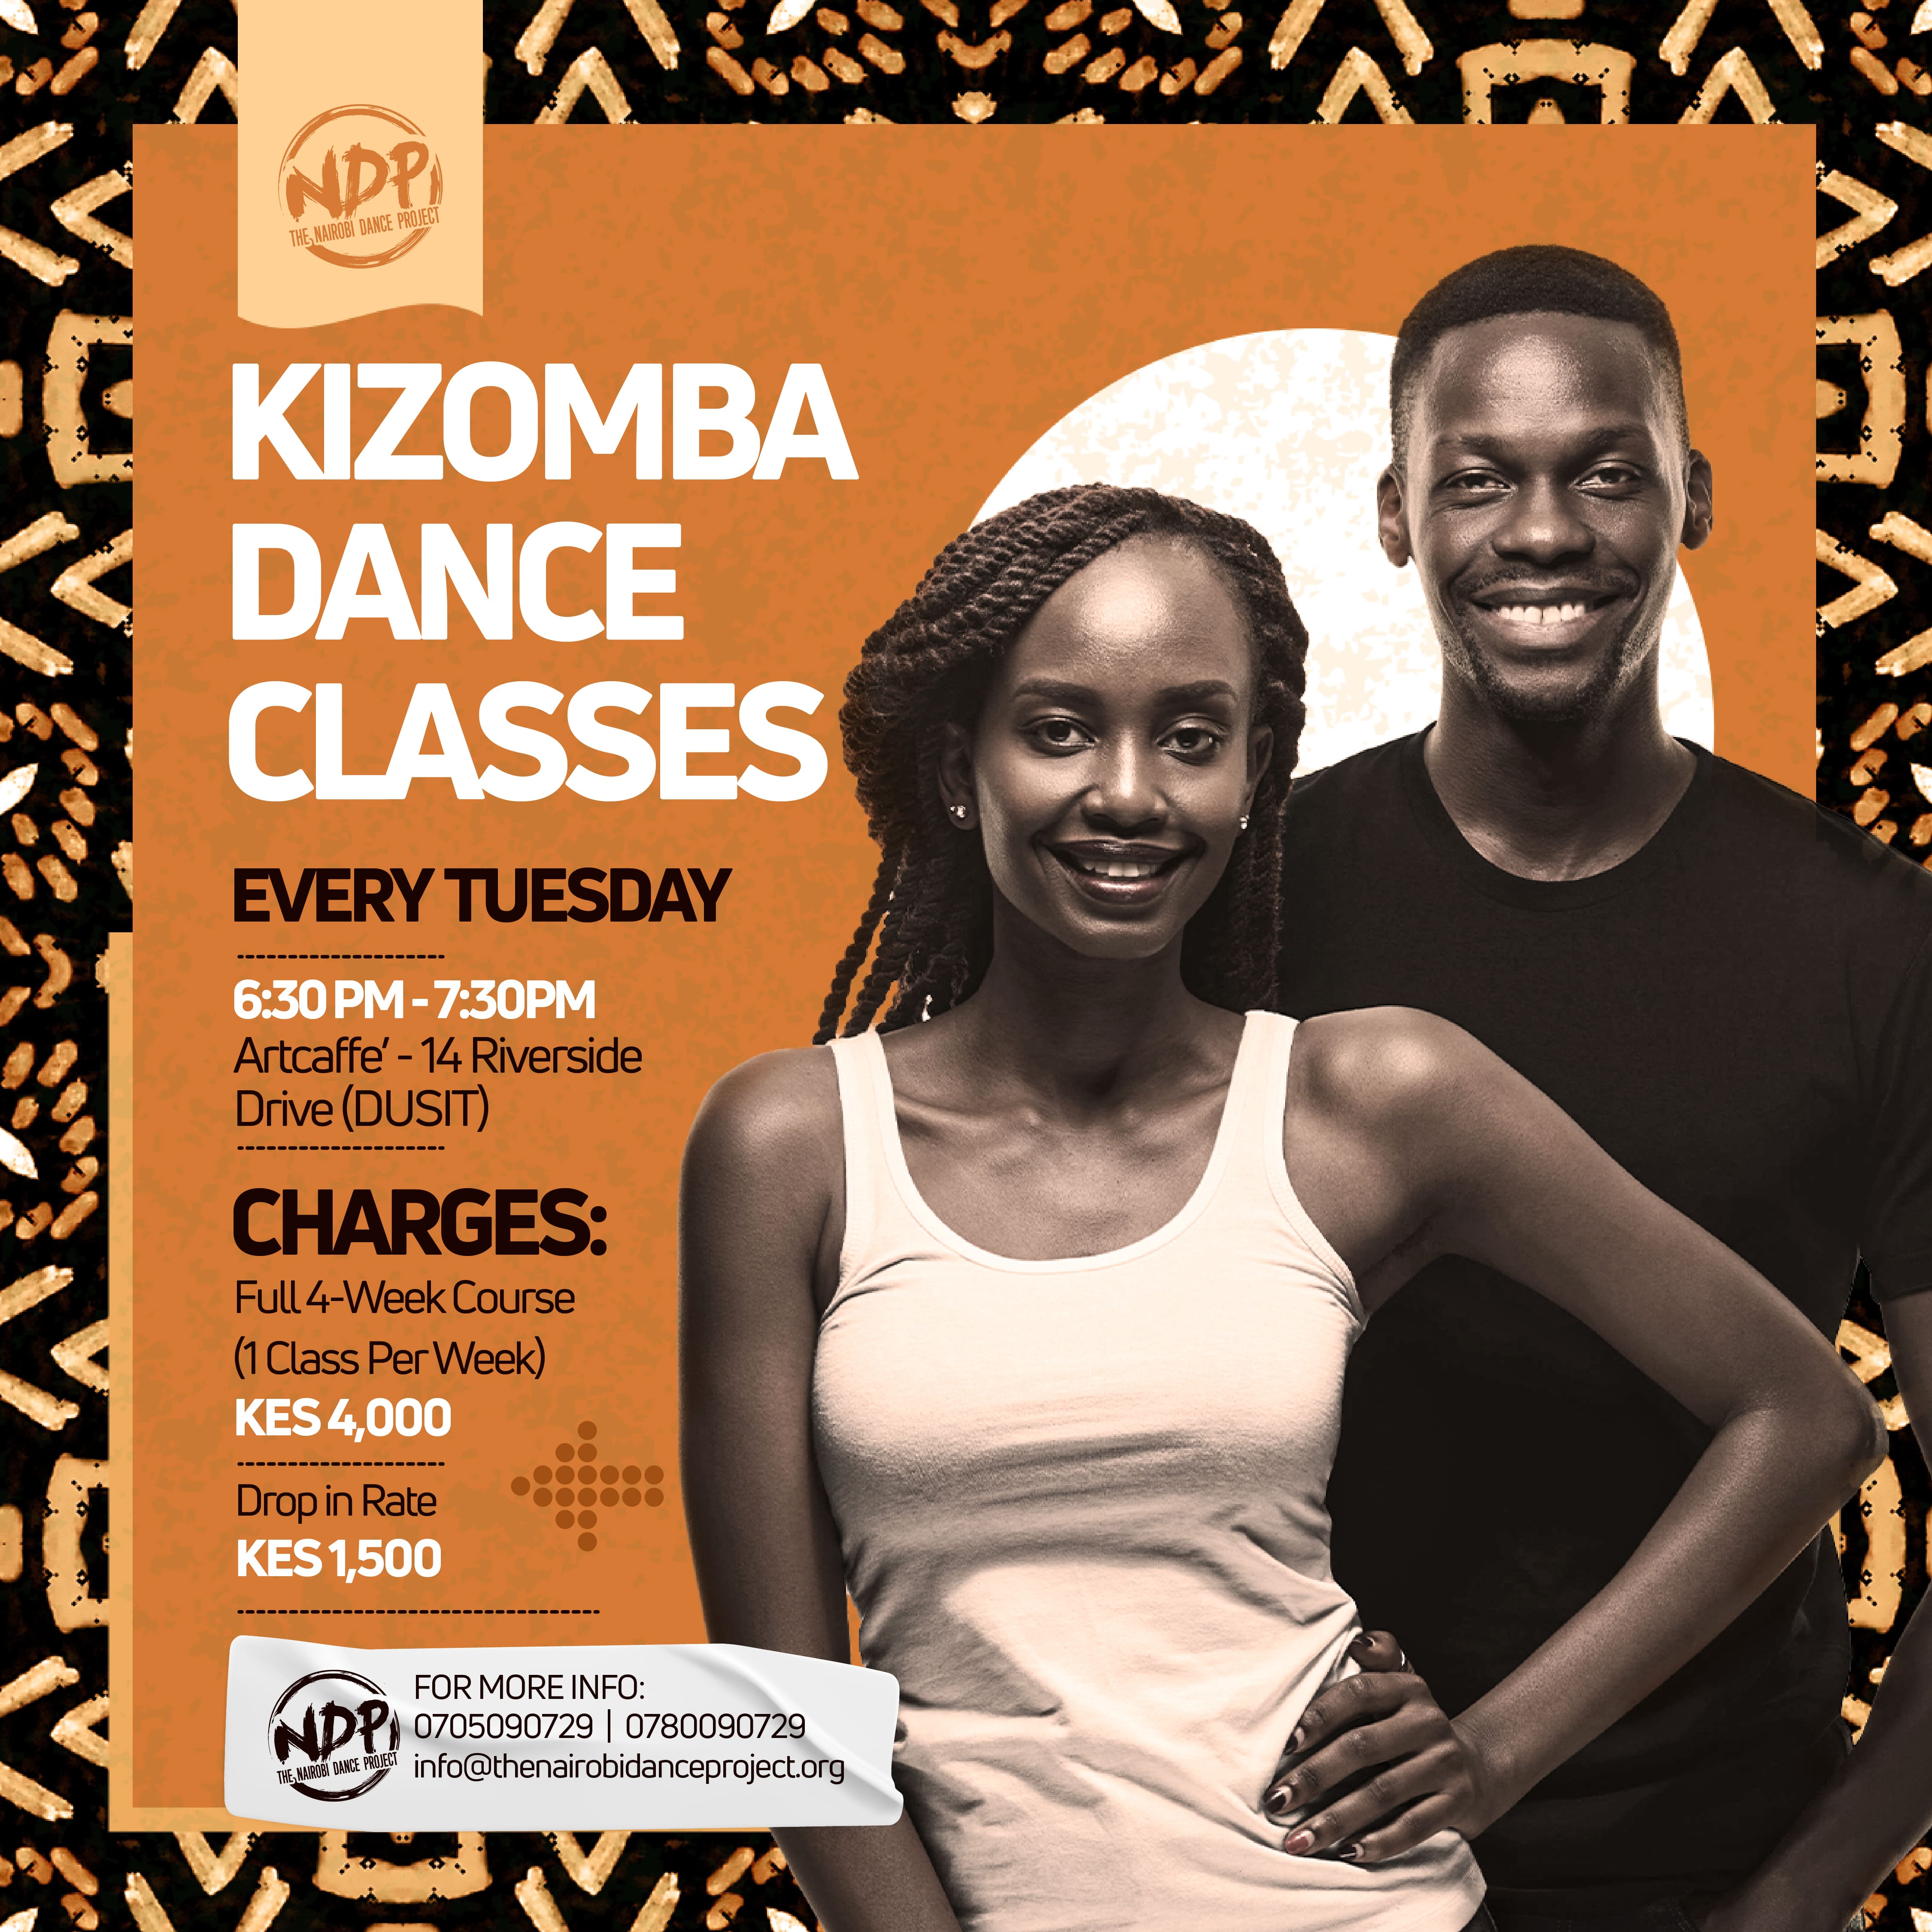 NDP
THE NAIROBI DANCE PROJECT
KIZOMBA
DANCE
CLASSES
EVERY TUESDAY
6:30 PM - 7:30PM
Artcaffe’ - 14 Riverside
Drive (DUSIT)
CHARGES:
Full 4-Week Course
(1 Class Per Week)
KES 4,000
Drop in Rate
KES 1,500
NDP
THE NAIROBI DANCE PROJECT
FOR MORE INFO:
0705090729 | 0780090729
info@thenairobidanceproject.org